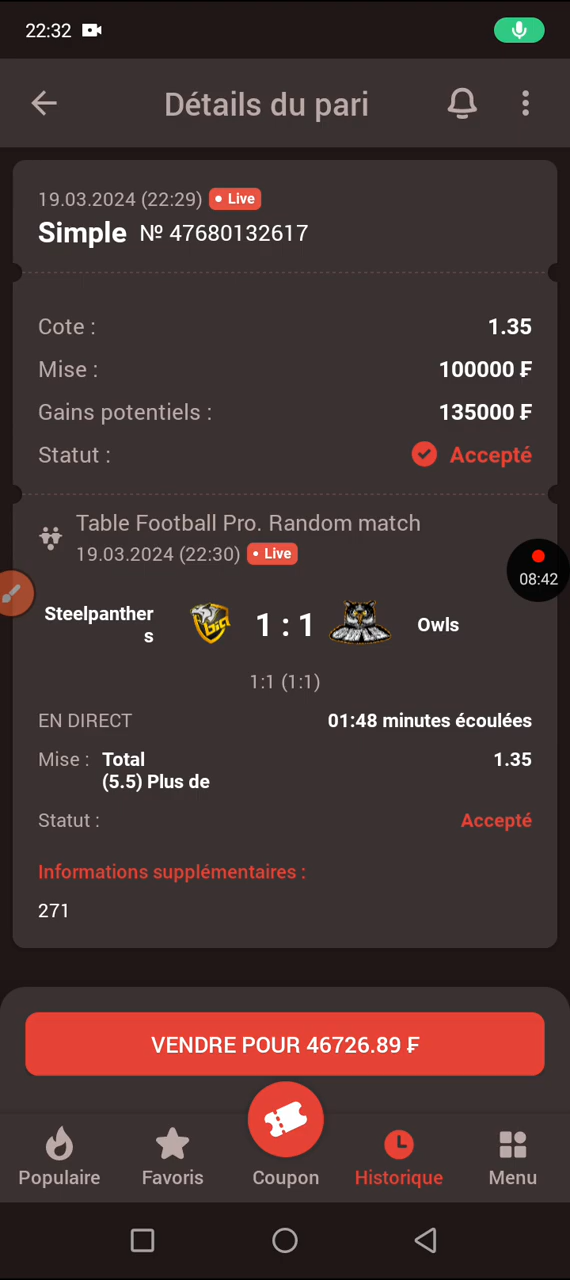 22:32
Détails du pari
19.03.2024 (22:29) • Live
Simple № 47680132617
Cote : 1.35
Mise : 100000 ₣
Gains potentiels : 135000 ₣
Statut : Accepté
Table Football Pro. Random match
19.03.2024 (22:30) • Live
08:42
Steelpanther
s
1 : 1
Owls
1:1 (1:1)
EN DIRECT 01:48 minutes écoulées
Mise : Total 1.35
(5.5) Plus de
Statut : Accepté
Informations supplémentaires :
271
VENDRE POUR 46726.89 ₣
Populaire Favoris Coupon Historique Menu